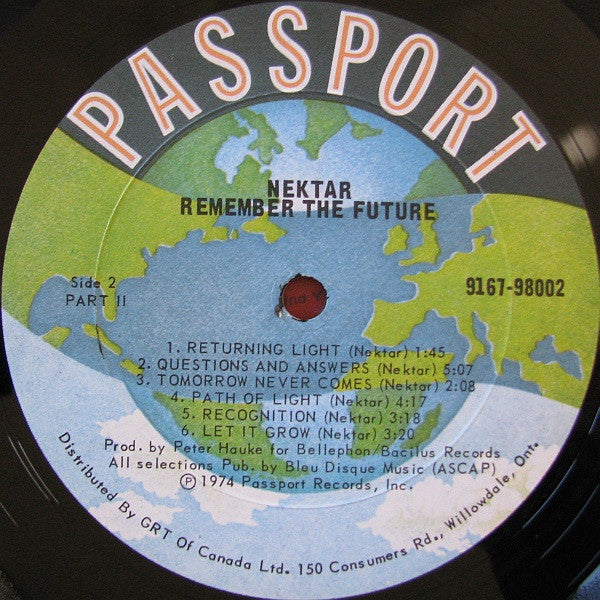 PASSPORT
NEKTAR
REMEMBER THE FUTURE
Side 2
PART II
9167-98002
1. RETURNING LIGHT (Nektar) 1:45
2. QUESTIONS AND ANSWERS (Nektar) 5:07
3. TOMORROW NEVER COMES (Nektar) 2:08
4. PATH OF LIGHT (Nektar) 4:17
5. RECOGNITION (Nektar) 3:18
6. LET IT GROW (Nektar) 3:20
Prod. by Peter Hauke for Bellephon/Bacilus Records
All selections Pub. by Bleu Disque Music (ASCAP)
Ⓟ 1974 Passport Records, Inc.
Distributed By GRT Of Canada Ltd. 150 Consumers Rd., Willowdale, Ont.